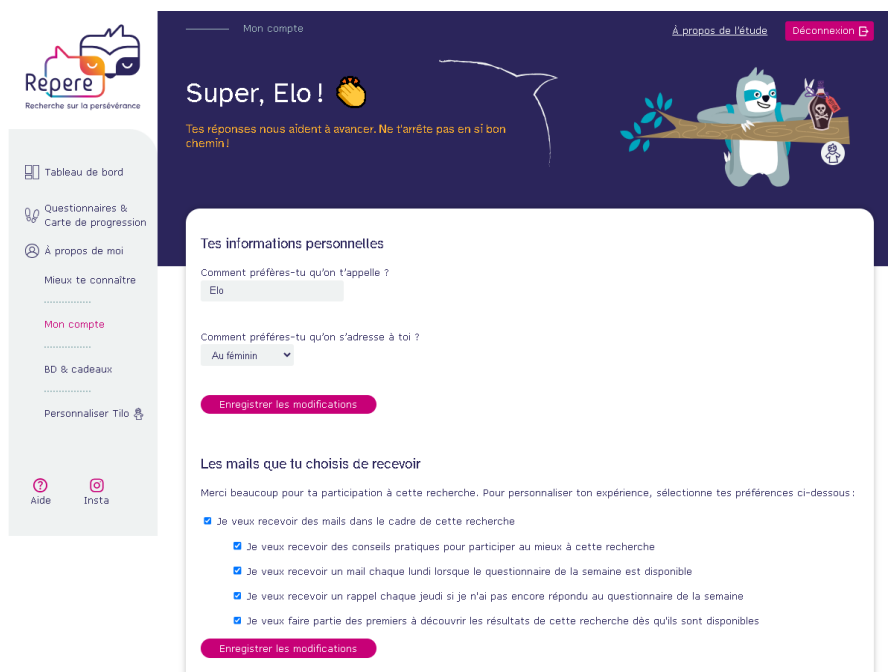 Mon compte
À propos de l'étude
Déconnexion
Repere
Recherche sur la persévérance
Super, Elo !
Tes réponses nous aident à avancer. Ne t'arrête pas en si bon
chemin !
Tableau de bord
Questionnaires &
Carte de progression
À propos de moi
Mieux te connaître
Mon compte
BD & cadeaux
Personnaliser Tilo
Aide
Insta
Tes informations personnelles
Comment préfères-tu qu'on t'appelle ?
Elo
Comment préféres-tu qu'on s'adresse à toi ?
Au féminin
Enregistrer les modifications
Les mails que tu choisis de recevoir
Merci beaucoup pour ta participation à cette recherche. Pour personnaliser ton expérience, sélectionne tes préférences ci-dessous :
Je veux recevoir des mails dans le cadre de cette recherche
Je veux recevoir des conseils pratiques pour participer au mieux à cette recherche
Je veux recevoir un mail chaque lundi lorsque le questionnaire de la semaine est disponible
Je veux recevoir un rappel chaque jeudi si je n'ai pas encore répondu au questionnaire de la semaine
Je veux faire partie des premiers à découvrir les résultats de cette recherche dès qu'ils sont disponibles
Enregistrer les modifications